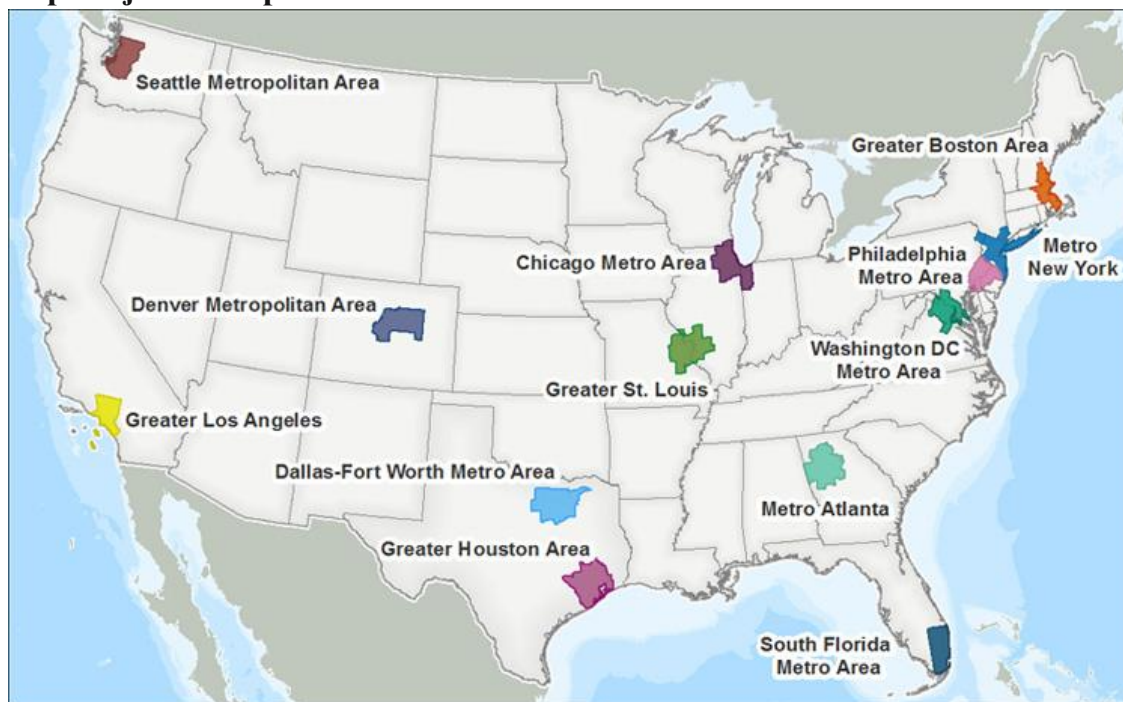 Seattle Metropolitan Area
Greater Boston Area
Chicago Metro Area
Philadelphia
Metro Area
Metro
New York
Denver Metropolitan Area
Washington DC
Metro Area
Greater St. Louis
Greater Los Angeles
Dallas-Fort Worth Metro Area
Metro Atlanta
Greater Houston Area
South Florida
Metro Area